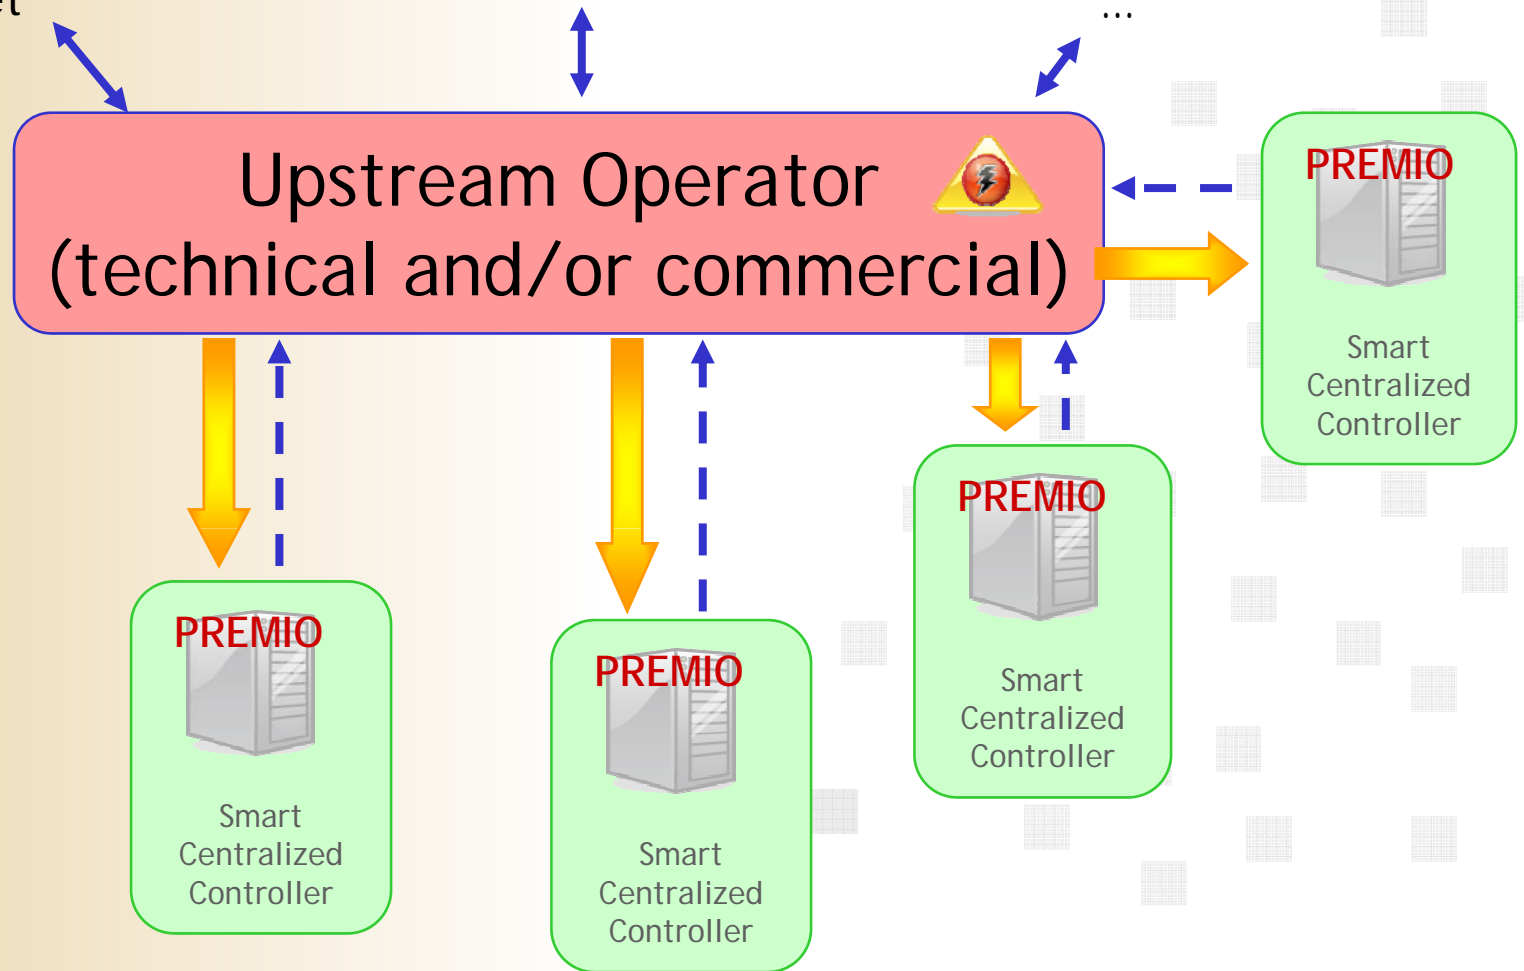 ...
Upstream Operator
(technical and/or commercial)
PREMIO
Smart
Centralized
Controller
PREMIO
Smart
Centralized
Controller
PREMIO
Smart
Centralized
Controller
PREMIO
Smart
Centralized
Controller